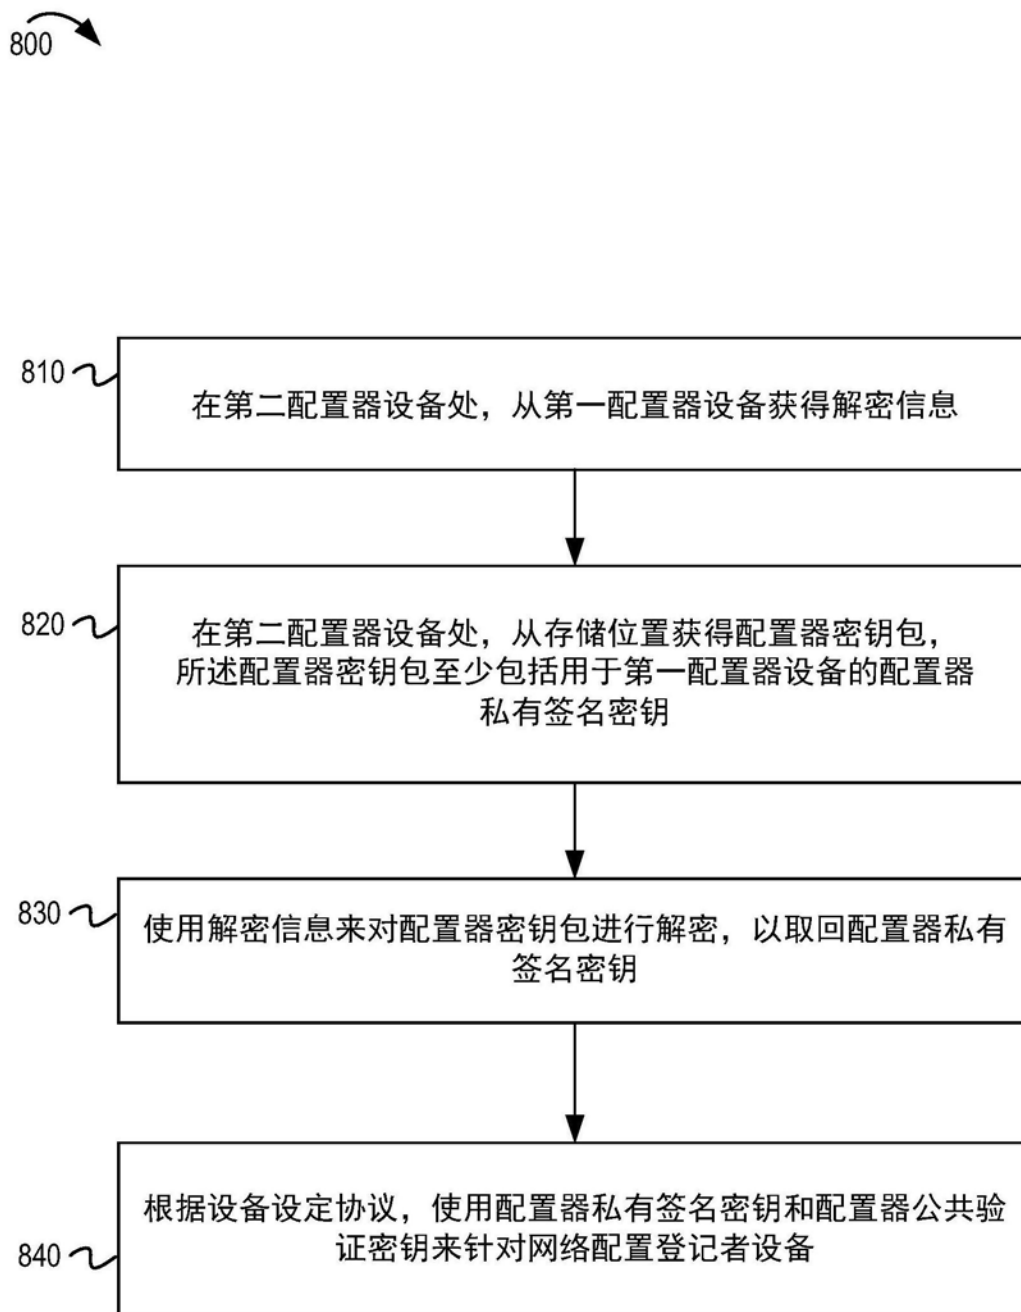 800
810
在第二配置器设备处，从第一配置器设备获得解密信息
820
在第二配置器设备处，从存储位置获得配置器密钥包，
所述配置器密钥包至少包括用于第一配置器设备的配置器
私有签名密钥
830
使用解密信息来对配置器密钥包进行解密，以取回配置器私有
签名密钥
840
根据设备设定协议，使用配置器私有签名密钥和配置器公共验
证密钥来针对网络配置登记者设备